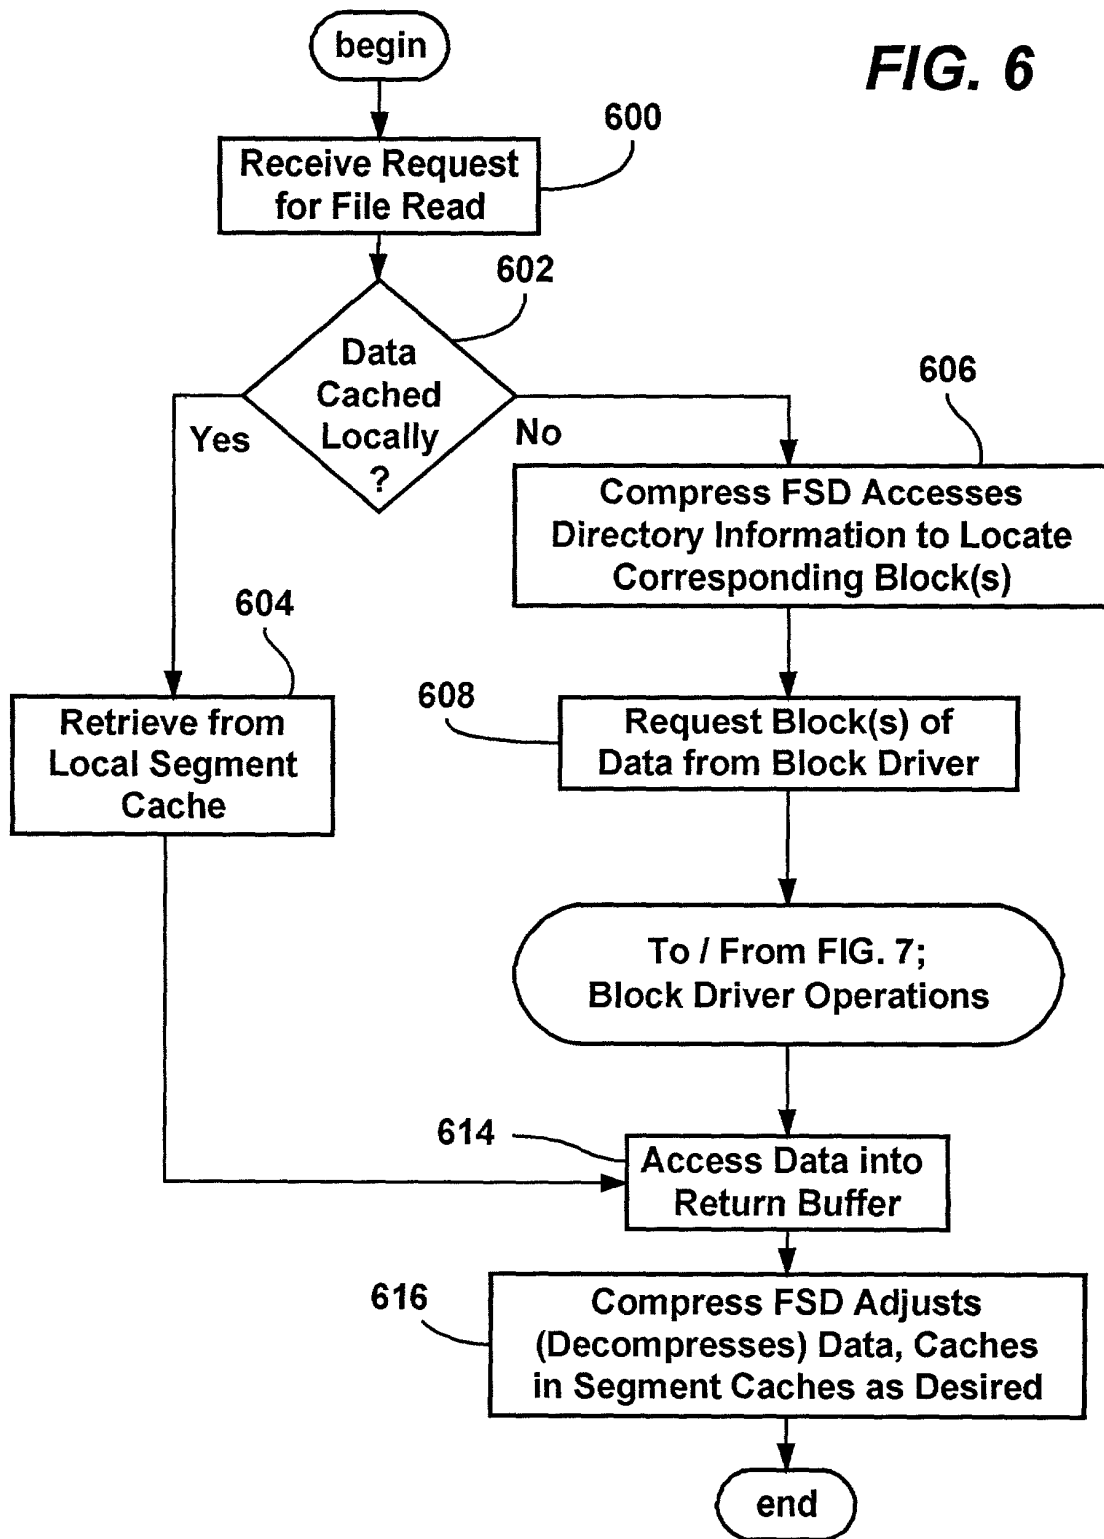 begin
FIG. 6
600
Receive Request
for File Read
602
Data
Cached
Locally
?
Yes
No
606
Compress FSD Accesses
Directory Information to Locate
Corresponding Block(s)
604
Retrieve from
Local Segment
Cache
608
Request Block(s) of
Data from Block Driver
To / From FIG. 7;
Block Driver Operations
614
Access Data into
Return Buffer
616
Compress FSD Adjusts
(Decompresses) Data, Caches
in Segment Caches as Desired
end